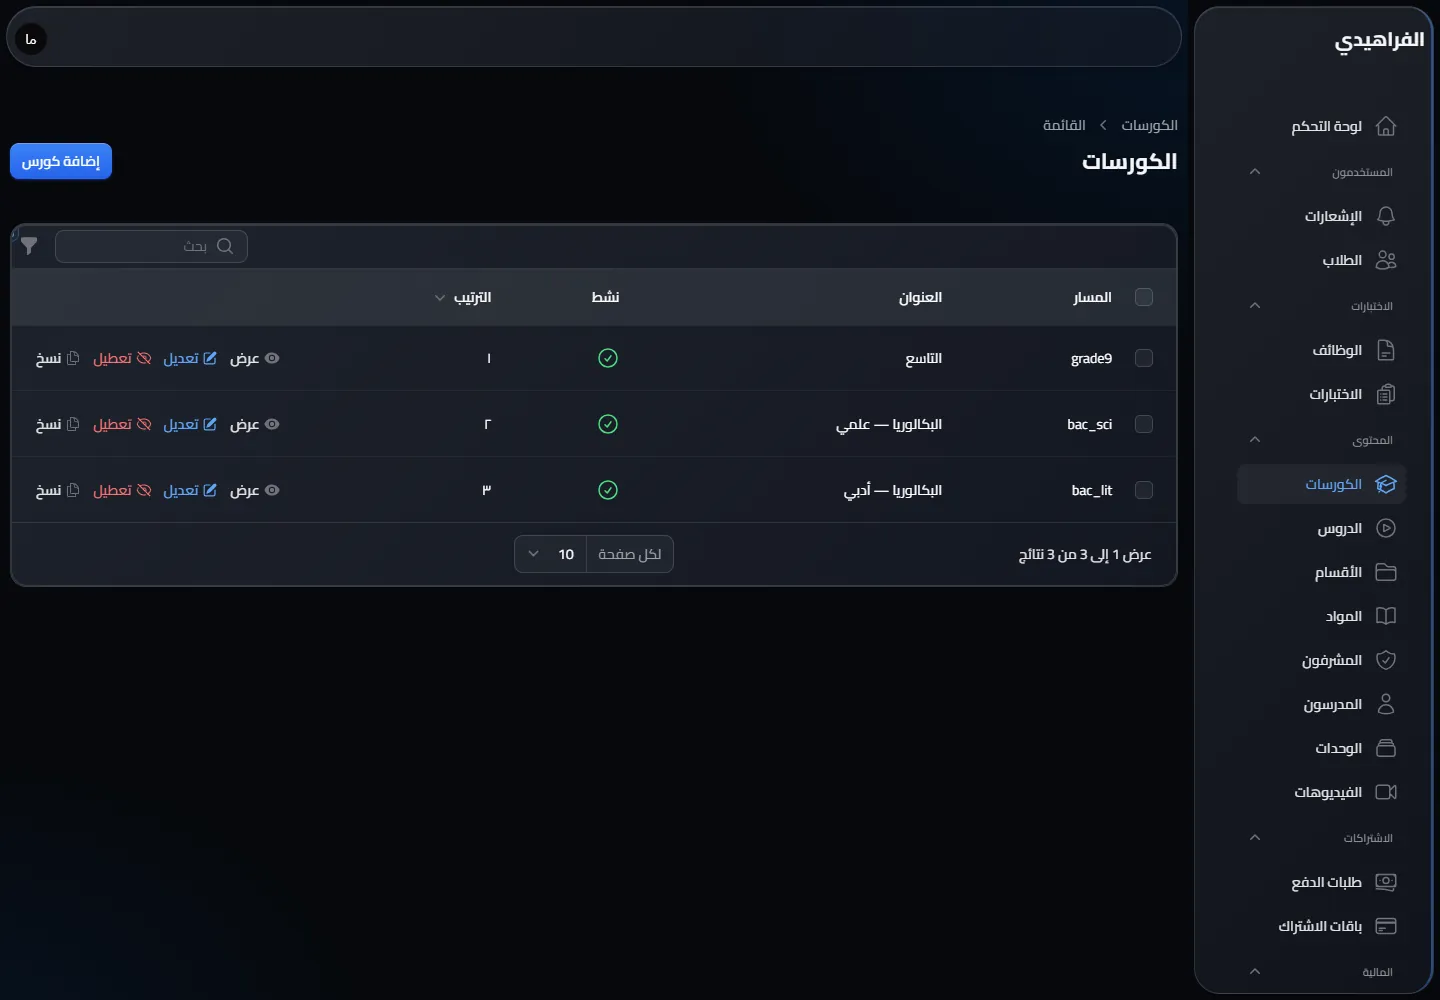 الفراهيدي
لوحة التحكم
المستخدمون
الإشعارات
الطلاب
الاختبارات
الوظائف
الاختبارات
المحتوى
الكورسات
الدروس
الأقسام
المواد
المشرفون
المدرسون
الوحدات
الفيديوهات
الاشتراكات
طلبات الدفع
باقات الاشتراك
المالية
ما
الكورسات القائمة
الكورسات
إضافة كورس
بحث
المسار العنوان نشط الترتيب
grade9 التاسع ١ عرض تعديل تعطيل نسخ
bac_sci البكالوريا — علمي ٢ عرض تعديل تعطيل نسخ
bac_lit البكالوريا — أدبي ٣ عرض تعديل تعطيل نسخ
عرض 1 إلى 3 من 3 نتائج لكل صفحة 10